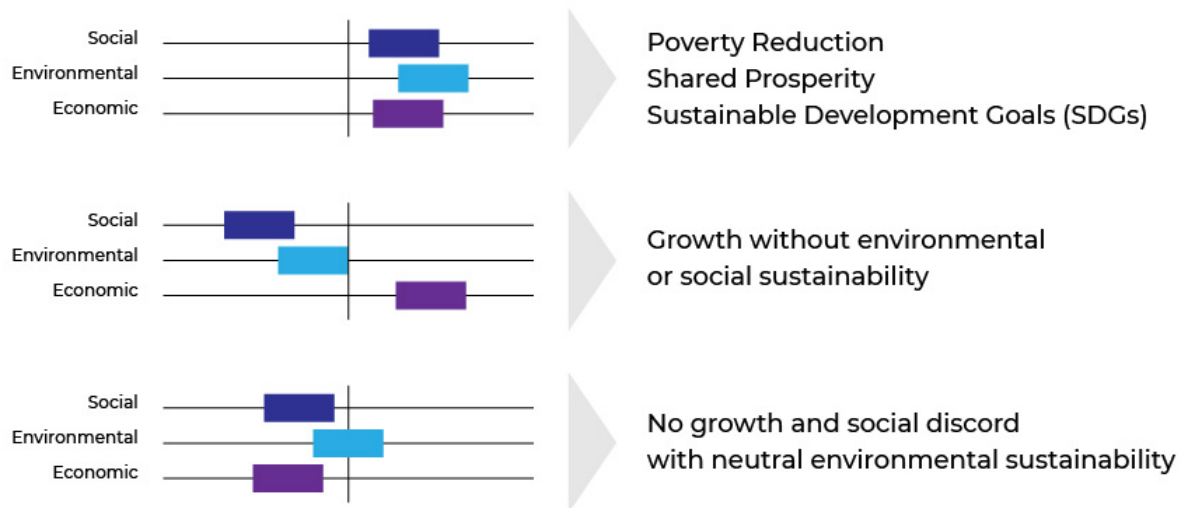 Social
Environmental
Economic
Poverty Reduction
Shared Prosperity
Sustainable Development Goals (SDGs)
Social
Environmental
Economic
Growth without environmental
or social sustainability
Social
Environmental
Economic
No growth and social discord
with neutral environmental sustainability